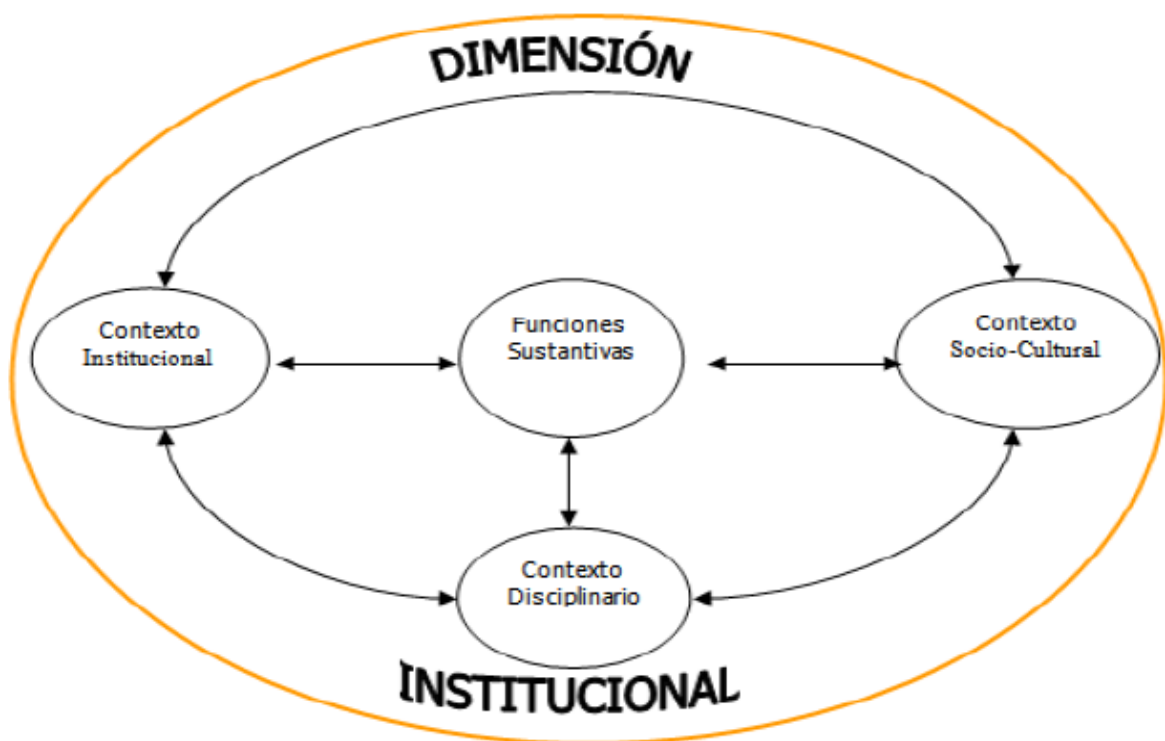 DIMENSIÓN
Contexto
Institucional
Funciones
Sustantivas
Contexto
Socio-Cultural
Contexto
Disciplinario
INSTITUCIONAL